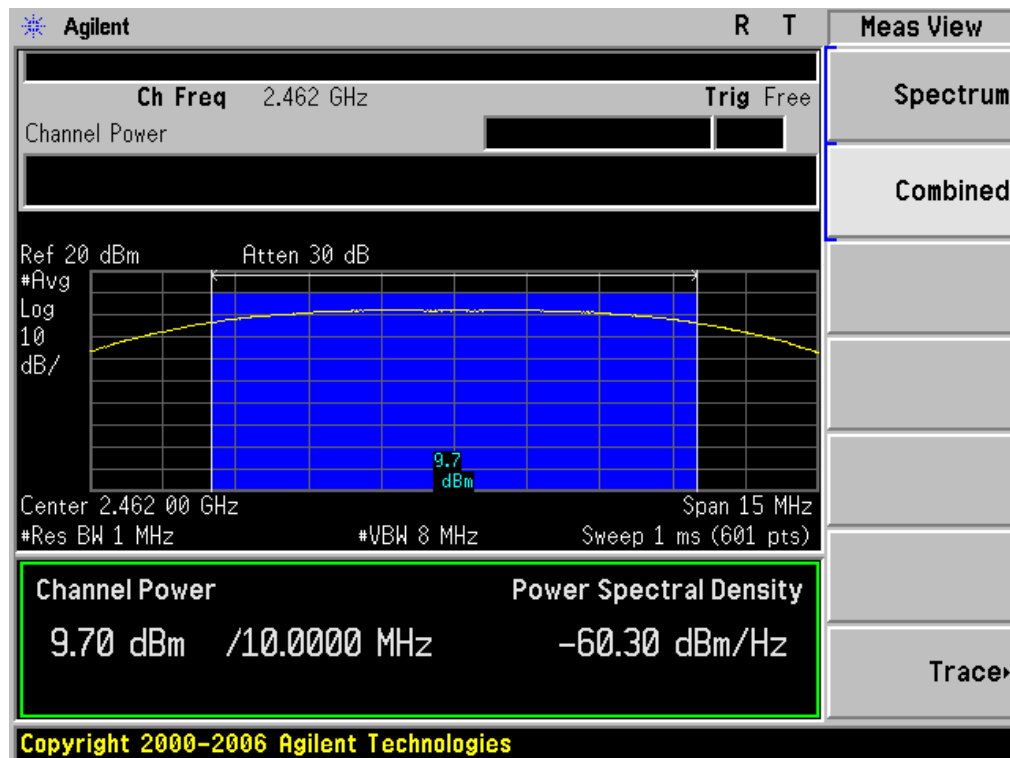 Agilent R T Meas View
Ch Freq 2.462 GHz Trig Free
Channel Power
Spectrum
Combined
Ref 20 dBm Atten 30 dB
#Avg
Log
10
dB/
9.7
dBm
Center 2.462 00 GHz Span 15 MHz
#Res BW 1 MHz #VBW 8 MHz Sweep 1 ms (601 pts)
Channel Power Power Spectral Density
9.70 dBm /10.0000 MHz -60.30 dBm/Hz
Trace
Copyright 2000-2006 Agilent Technologies